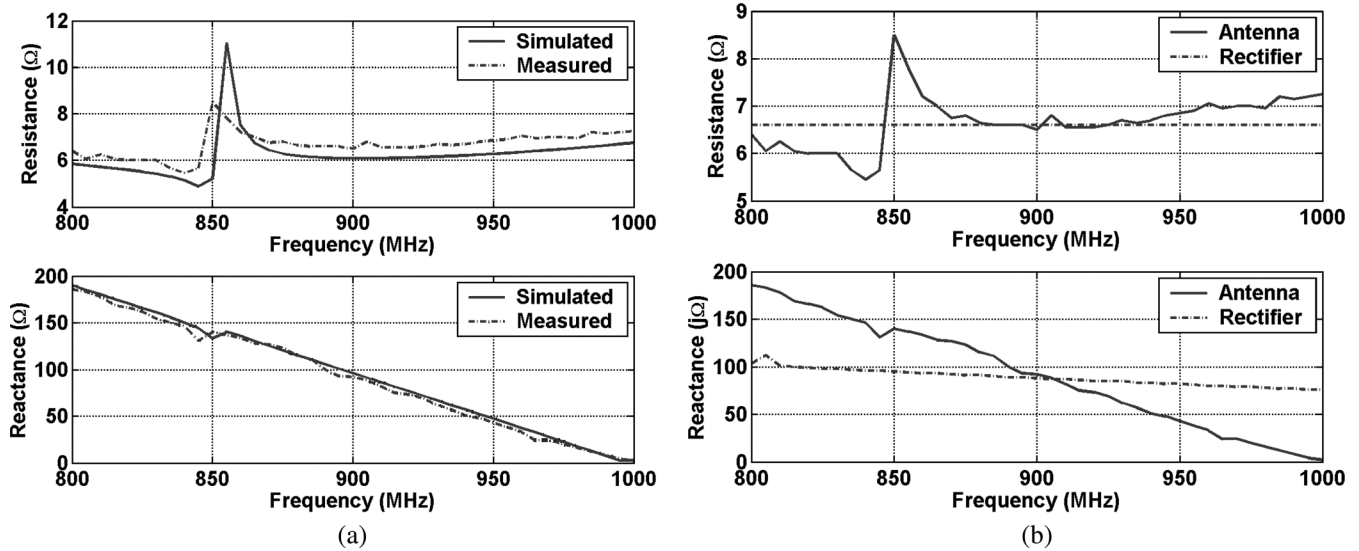 Resistance (Ω)
12
10
8
6
4
Simulated
Measured
800
850
900
950
1000
Frequency (MHz)
Reactance (Ω)
200
150
100
50
0
Simulated
Measured
800
850
900
950
1000
Frequency (MHz)
(a)
Resistance (Ω)
9
8
7
6
5
Antenna
Rectifier
800
850
900
950
1000
Frequency (MHz)
Reactance (jΩ)
200
150
100
50
0
Antenna
Rectifier
800
850
900
950
1000
Frequency (MHz)
(b)